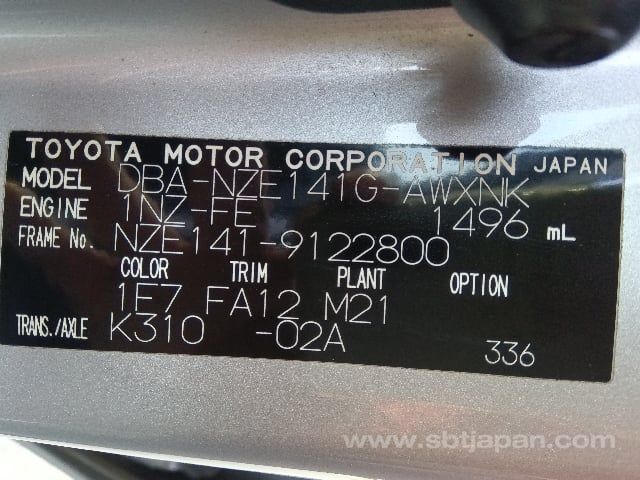 TOYOTA MOTOR CORPORATION JAPAN
MODEL DBA-NZE141G-AWXNK
ENGINE 1NZ-FE 1496 mL
FRAME No. NZE141-9122800
COLOR TRIM PLANT OPTION
1E7 FA12 M21
TRANS./AXLE K310 -02A
336
www.sbtjapan.com